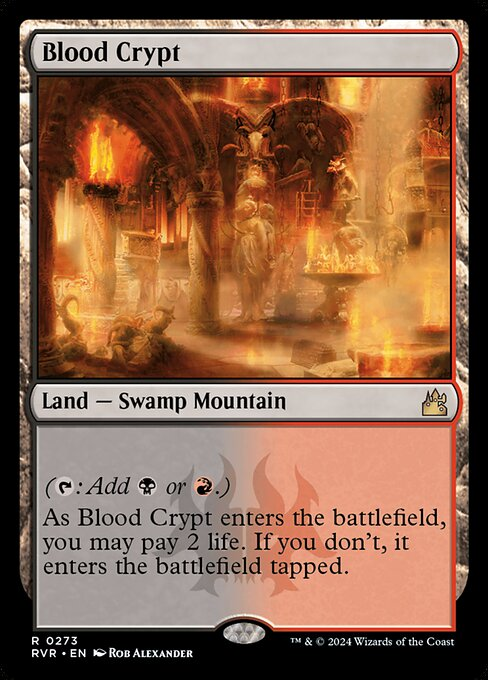 Blood Crypt
Land — Swamp Mountain
(: Add or .)
As Blood Crypt enters the battlefield,
you may pay 2 life. If you don't, it
enters the battlefield tapped.
R 0273
RVR • EN Rob Alexander
™ & © 2024 Wizards of the Coast